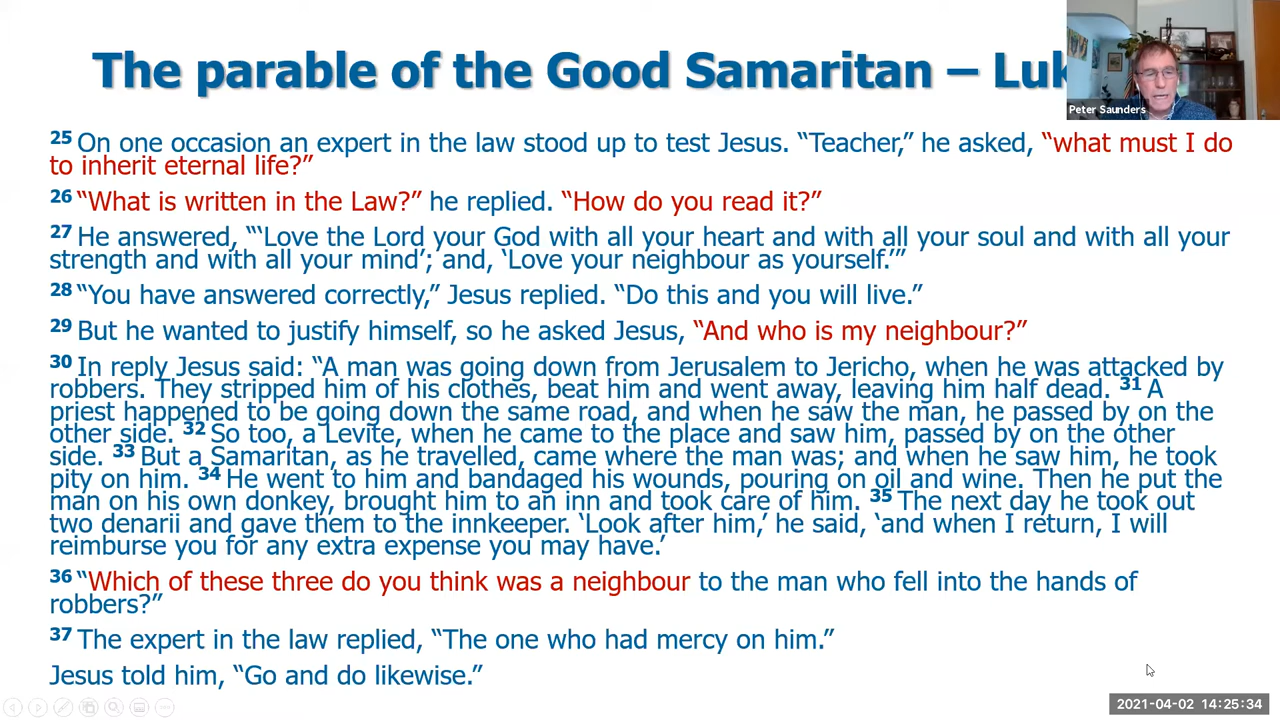 The parable of the Good Samaritan – Luk
Peter Saunders
25 On one occasion an expert in the law stood up to test Jesus. “Teacher,” he asked, “what must I do
to inherit eternal life?”
26 “What is written in the Law?” he replied. “How do you read it?”
27 He answered, “‘Love the Lord your God with all your heart and with all your soul and with all your
strength and with all your mind’; and, ‘Love your neighbour as yourself.’”
28 “You have answered correctly,” Jesus replied. “Do this and you will live.”
29 But he wanted to justify himself, so he asked Jesus, “And who is my neighbour?”
30 In reply Jesus said: “A man was going down from Jerusalem to Jericho, when he was attacked by
robbers. They stripped him of his clothes, beat him and went away, leaving him half dead. 31 A
priest happened to be going down the same road, and when he saw the man, he passed by on the
other side. 32 So too, a Levite, when he came to the place and saw him, passed by on the other
side. 33 But a Samaritan, as he travelled, came where the man was; and when he saw him, he took
pity on him. 34 He went to him and bandaged his wounds, pouring on oil and wine. Then he put the
man on his own donkey, brought him to an inn and took care of him. 35 The next day he took out
two denarii and gave them to the innkeeper. ‘Look after him,’ he said, ‘and when I return, I will
reimburse you for any extra expense you may have.’
36 “Which of these three do you think was a neighbour to the man who fell into the hands of
robbers?”
37 The expert in the law replied, “The one who had mercy on him.”
Jesus told him, “Go and do likewise.”
2021-04-02 14:25:34